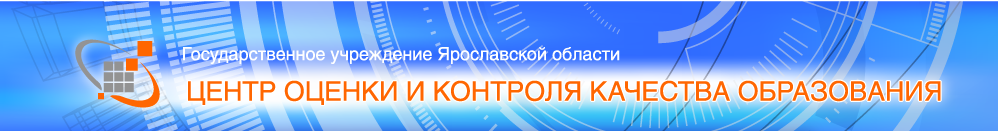 Государственное учреждение Ярославской области
ЦЕНТР ОЦЕНКИ И КОНТРОЛЯ КАЧЕСТВА ОБРАЗОВАНИЯ